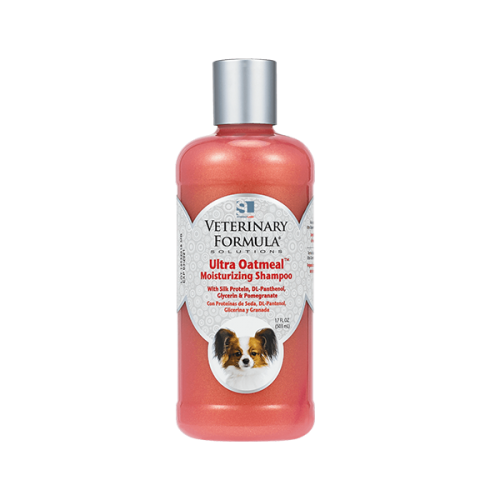 VETERINARY
FORMULA®
SOLUTIONS
Ultra Oatmeal™
Moisturizing Shampoo
With Silk Protein, DL-Panthenol,
Glycerin & Pomegranate
Con Proteínas de Seda, DL-Pantenol,
Glicerina y Granada
17 FL OZ
(503 mL)